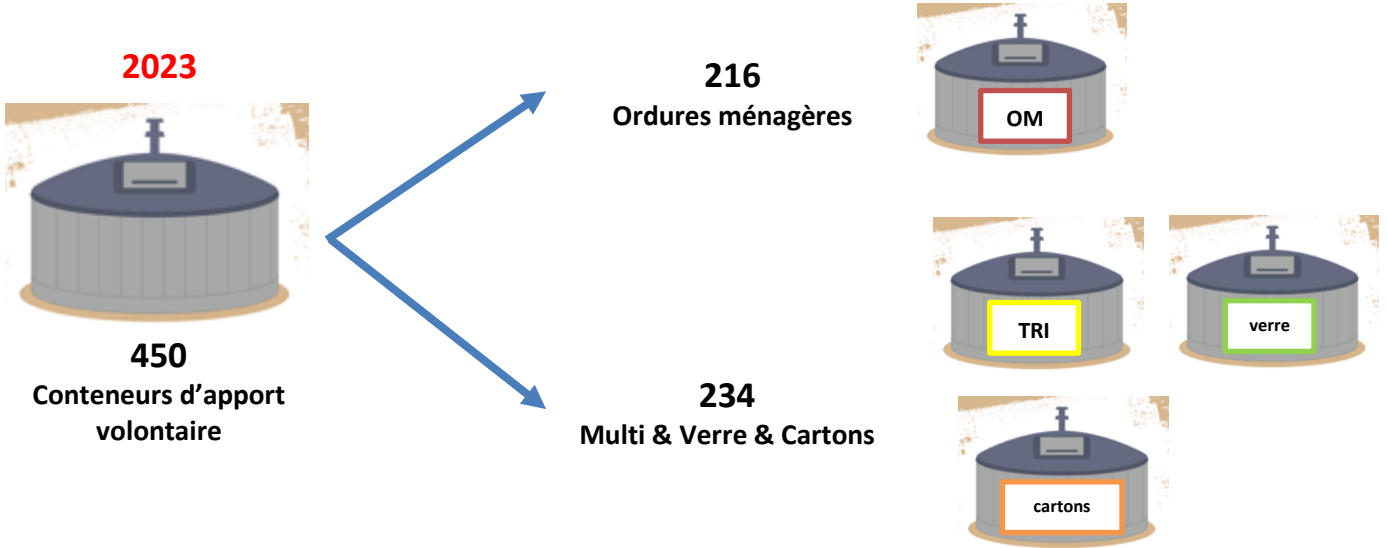 2023
450
Conteneurs d’apport
volontaire
216
Ordures ménagères
OM
234
Multi & Verre & Cartons
TRI
verre
cartons